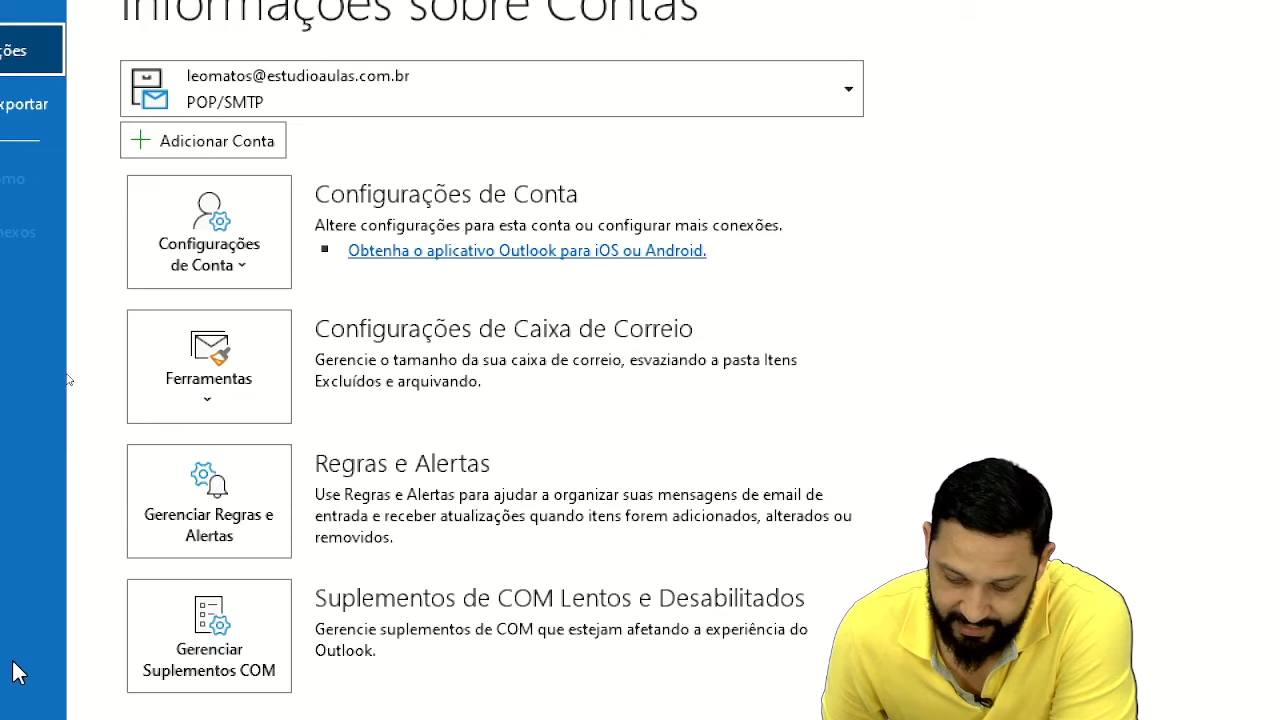 Informações sobre Contas
ções
xportar
omo
nexos
leomatos@estudioaulas.com.br
POP/SMTP
Adicionar Conta
Configurações
de Conta
Configurações de Conta
Altere configurações para esta conta ou configurar mais conexões.
Obtenha o aplicativo Outlook para iOS ou Android.
Ferramentas
Configurações de Caixa de Correio
Gerencie o tamanho da sua caixa de correio, esvaziando a pasta Itens
Excluídos e arquivando.
Gerenciar Regras e
Alertas
Regras e Alertas
Use Regras e Alertas para ajudar a organizar suas mensagens de email de
entrada e receber atualizações quando itens forem adicionados, alterados ou
removidos.
Gerenciar
Suplementos COM
Suplementos de COM Lentos e Desabilitados
Gerencie suplementos de COM que estejam afetando a experiência do
Outlook.